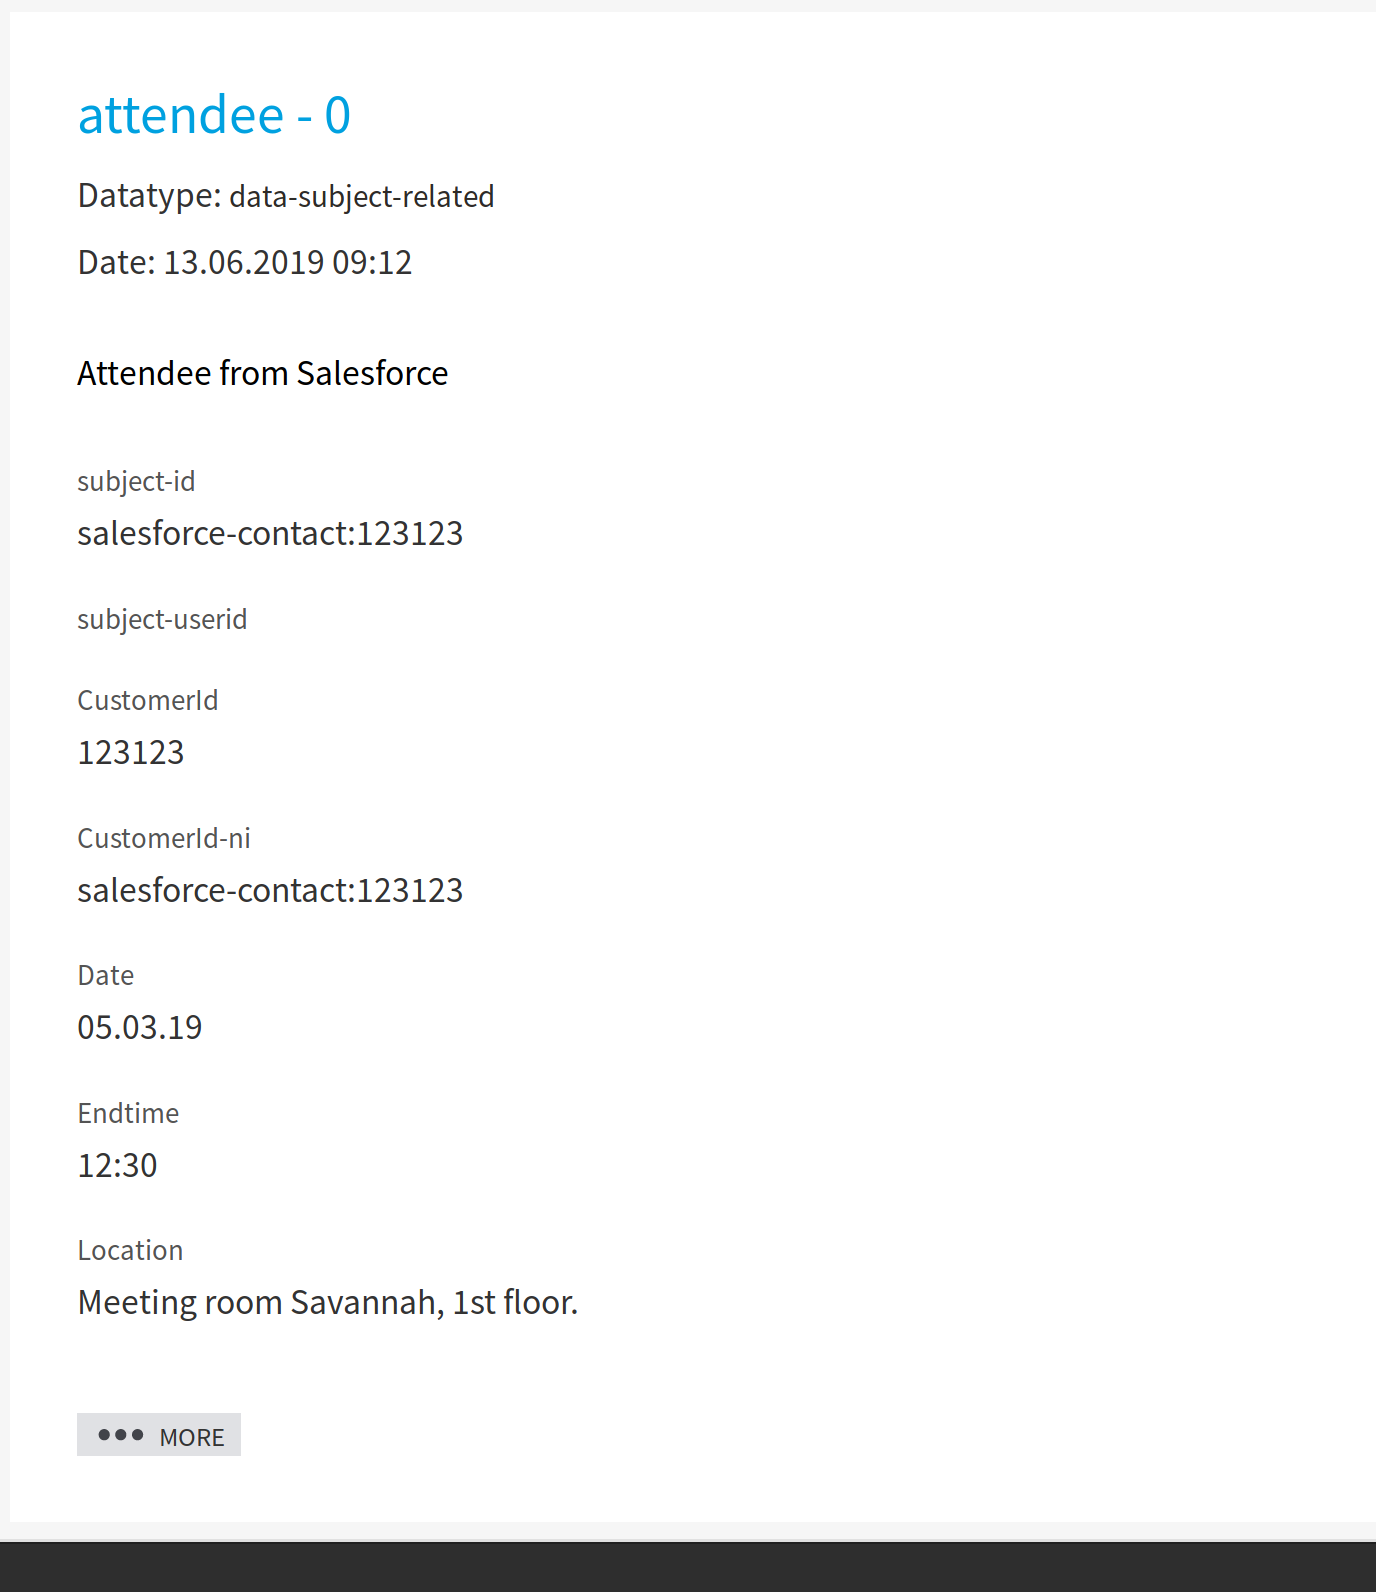 attendee - 0
Datatype: data-subject-related
Date: 13.06.2019 09:12
Attendee from Salesforce
subject-id
salesforce-contact:123123
subject-userid
CustomerId
123123
CustomerId-ni
salesforce-contact:123123
Date
05.03.19
Endtime
12:30
Location
Meeting room Savannah, 1st floor.
MORE